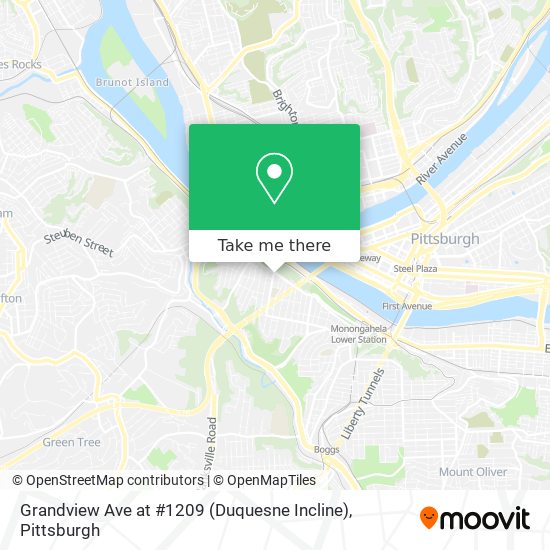 es Rocks
Brunot Island
Brighton
River Avenue
Take me there
Steuben Street
Pittsburgh
eway
Steel Plaza
fton
First Avenue
Monongahela
Lower Station
Liberty Tunnels
sville Road
Green Tree
Boggs
Mount Oliver
© OpenStreetMap contributors | © OpenMapTiles
Grandview Ave at #1209 (Duquesne Incline),
Pittsburgh
moovit